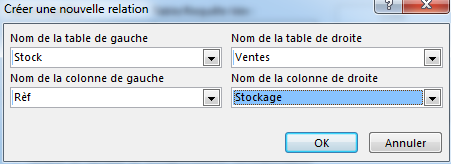 Créer une nouvelle relation
Nom de la table de gauche
Nom de la table de droite
Stock
Ventes
Nom de la colonne de gauche
Nom de la colonne de droite
Rèf
Stockage
OK
Annuler